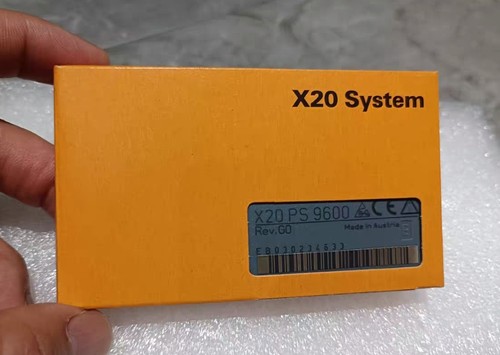 X20 System
X20 PS 9600
Rev.G0
Made in Austria